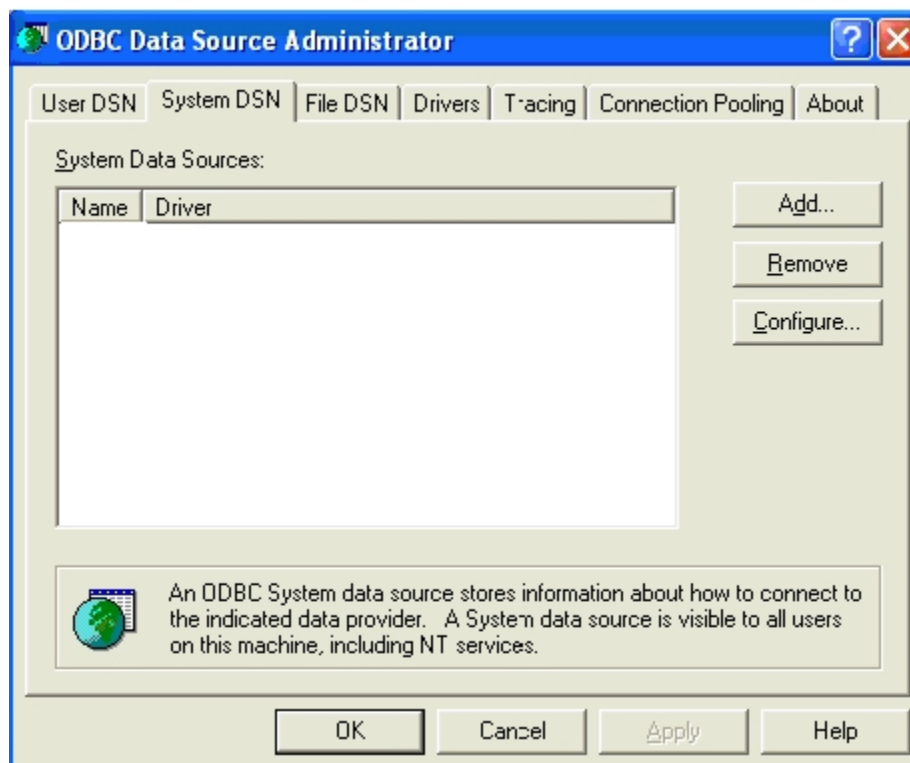 ODBC Data Source Administrator
User DSN System DSN File DSN Drivers Tracing Connection Pooling About
System Data Sources:
Name Driver
Add...
Remove
Configure...
An ODBC System data source stores information about how to connect to
the indicated data provider. A System data source is visible to all users
on this machine, including NT services.
OK Cancel Apply Help